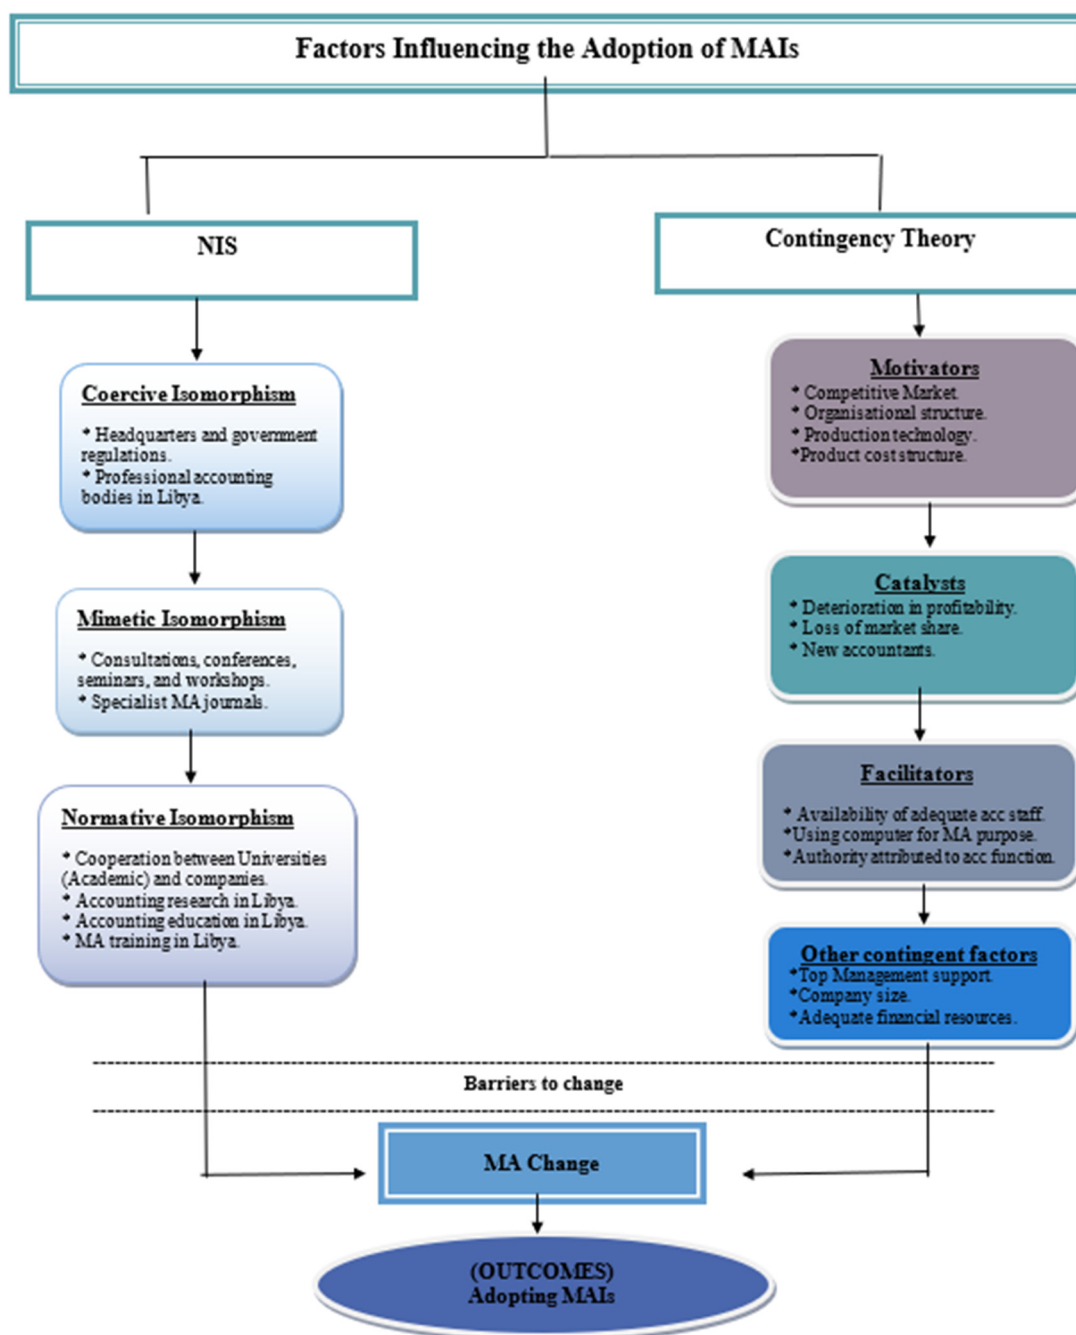 Factors Influencing the Adoption of MAIs
NIS
Coercive Isomorphism
* Headquarters and government
regulations.
* Professional accounting
bodies in Libya.
Mimetic Isomorphism
* Consultations, conferences,
seminars, and workshops.
* Specialist MA journals.
Normative Isomorphism
* Cooperation between Universities
(Academic) and companies.
* Accounting research in Libya.
* Accounting education in Libya.
* MA training in Libya.
Contingency Theory
Motivators
* Competitive Market.
* Organisational structure.
* Production technology.
*Product cost structure.
Catalysts
* Deterioration in profitability.
* Loss of market share.
* New accountants.
Facilitators
* Availability of adequate acc staff.
*Using computer for MA purpose.
*Authority attributed to acc function.
Other contingent factors
*Top Management support.
*Company size.
*Adequate financial resources.
Barriers to change
MA Change
(OUTCOMES)
Adopting MAIs